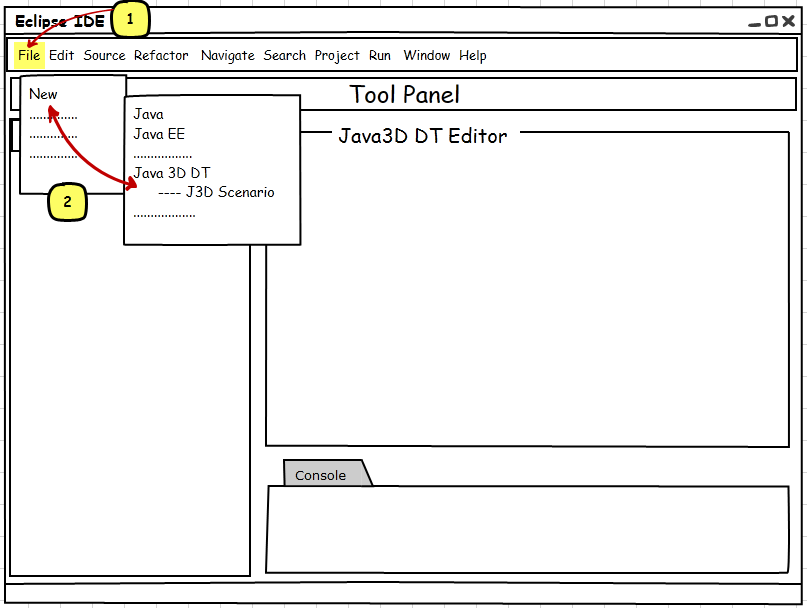 Eclipse IDE
1
File Edit Source Refactor Navigate Search Project Run Window Help
Tool Panel
New
..............
..............
..............
2
Java
Java EE
.................
Java 3D DT
---- J3D Scenario
..................
Java3D DT Editor
Console